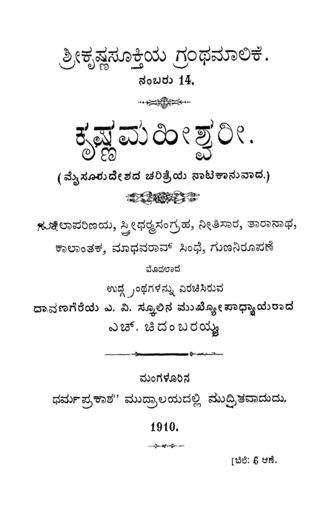 ಶ್ರೀಕೃಷ್ಣಸೂಕ್ತಿಯ ಗ್ರಂಥಮಾಲಿಕೆ.
ನಂಬರು 14.
ಕೃಷ್ಣಮಹೀಶ್ವರೀ.
(ಮೈಸೂರುದೇಶದ ಚರಿತ್ರೆಯ ನಾಟಕಾನುವಾದ.)
ಸುಶೀಲಾಪರಿಣಯ, ಸ್ತ್ರೀಧರ್ಮಸಂಗ್ರಹ, ನೀತಿಸಾರ, ತಾರಾನಾಥ,
ಕಾಲಾಂತಕ, ಮಾಧವರಾವ್ ಸಿಂಧೆ, ಗುಣನಿರೂಪಣೆ
ಮೊದಲಾದ
ಉದ್ಗ್ರಂಥಗಳನ್ನು ವಿರಚಿಸಿರುವ
ದಾವಣಗೆರೆಯ ಎ. ವಿ. ಸ್ಕೂಲಿನ ಮುಖ್ಯೋಪಾಧ್ಯಾಯರಾದ
ಎಚ್. ಚಿದಂಬರಯ್ಯ
ಮಂಗಳೂರಿನ
ಧರ್ಮಪ್ರಕಾಶ" ಮುದ್ರಾಲಯದಲ್ಲಿ ಮುದ್ರಿತವಾದುದು.
1910.
[ಬೆಲೆ: 6 ಆಣೆ.